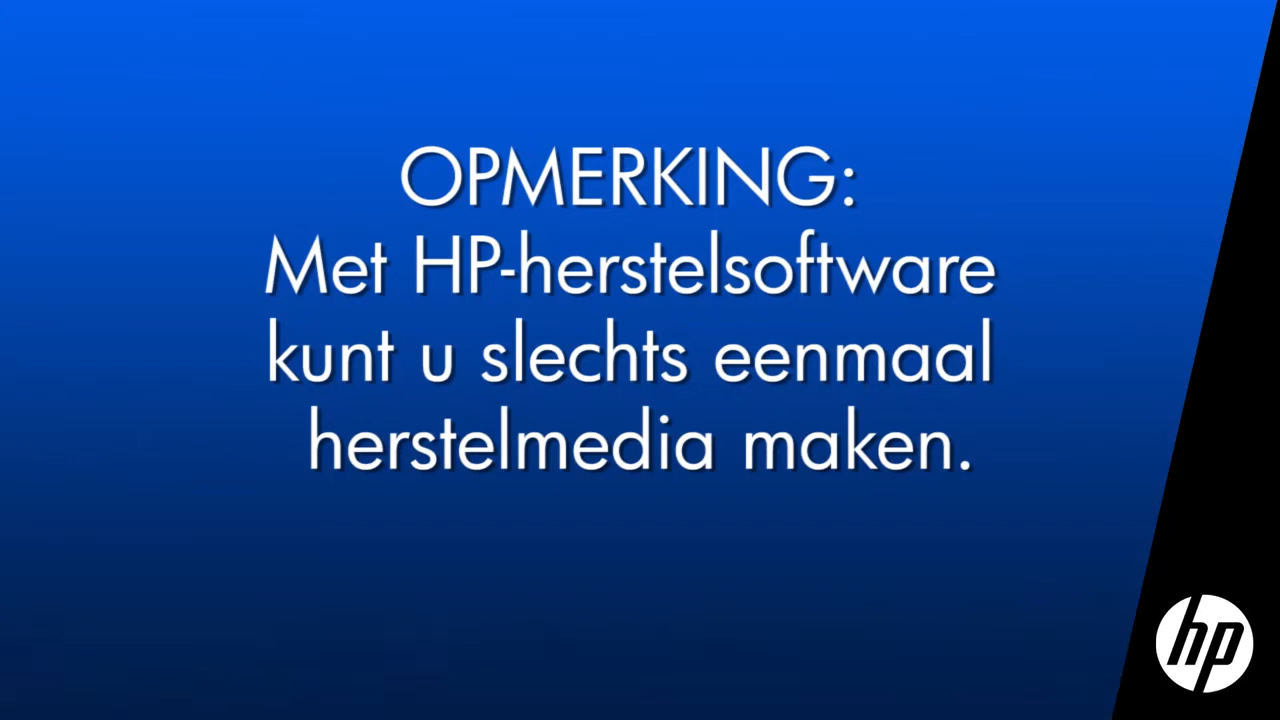 OPMERKING:
Met HP-herstelsoftware
kunt u slechts eenmaal
herstelmedia maken.
hp